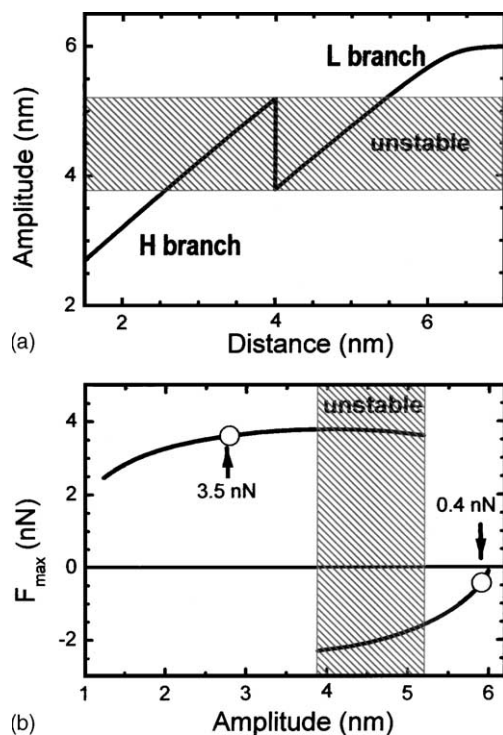 6
4
2
Amplitude (nm)
L branch
unstable
H branch
2
4
6
Distance (nm)
(a)
4
2
0
-2
F_max (nN)
unstable
3.5 nN
0.4 nN
1
2
3
4
5
6
Amplitude (nm)
(b)